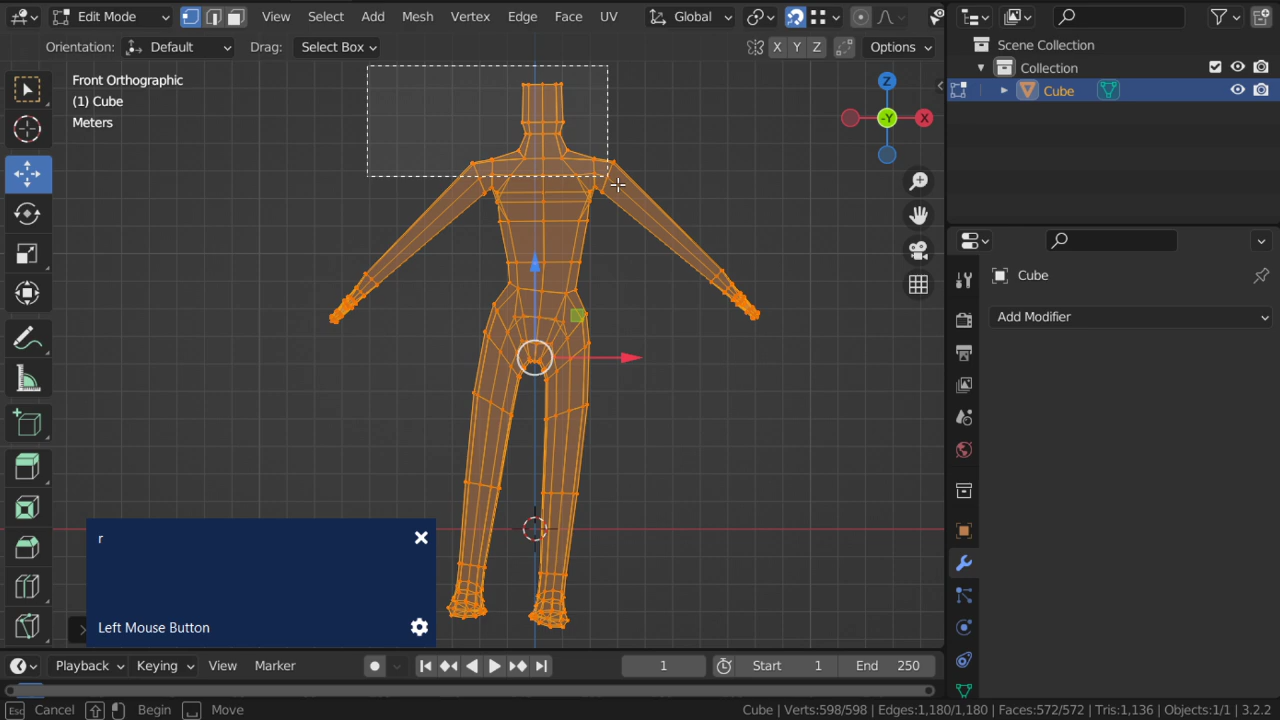 Edit Mode View Select Add Mesh Vertex Edge Face UV Global
Orientation: Default Drag: Select Box X Y Z Options
Front Orthographic
(1) Cube
Meters
Z
-Y
X
Scene Collection
Collection
Cube
Cube
Add Modifier
r
Left Mouse Button
Playback Keying View Marker 1 Start 1 End 250
Esc Cancel Begin Move Cube | Verts:598/598 | Edges:1,180/1,180 | Faces:572/572 | Tris:1,136 | Objects:1/1 | 3.2.2